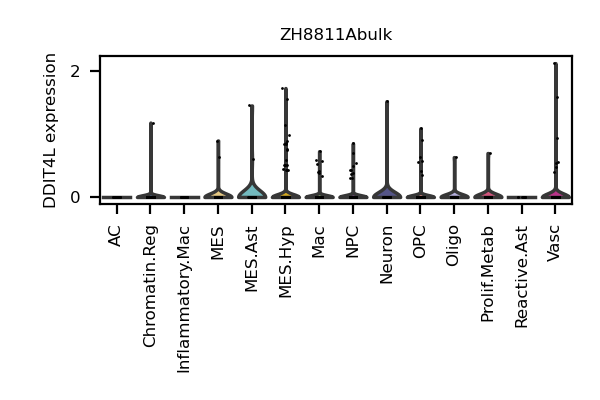 ZH8811Abulk
DDIT4L expression
2
0
AC
Chromatin.Reg
Inflammatory.Mac
MES
MES.Ast
MES.Hyp
Mac
NPC
Neuron
OPC
Oligo
Prolif.Metab
Reactive.Ast
Vasc